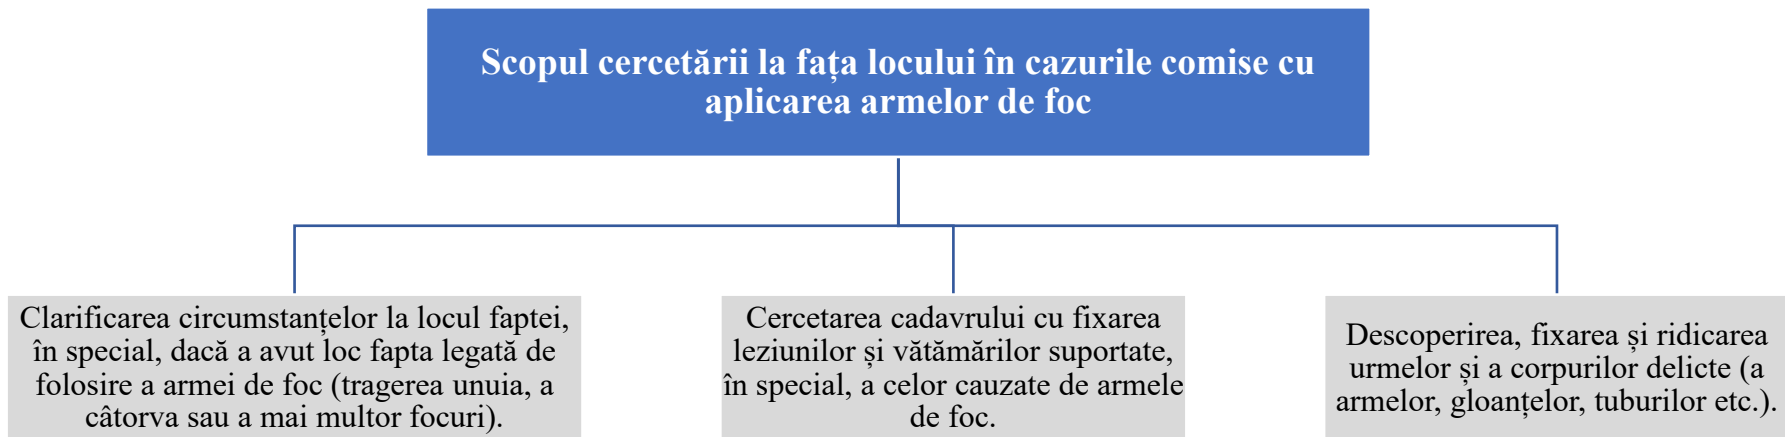 Scopul cercetării la fața locului în cazurile comise cu
aplicarea armelor de foc
Clarificarea circumstanțelor la locul faptei,
în special, dacă a avut loc fapta legată de
folosire a armei de foc (tragerea unuia, a
câtorva sau a mai multor focuri).
Cercetarea cadavrului cu fixarea
leziunilor și vătămărilor suportate,
în special, a celor cauzate de armele
de foc.
Descoperirea, fixarea și ridicarea
urmelor și a corpurilor delicte (a
armelor, gloanțelor, tuburilor etc.).